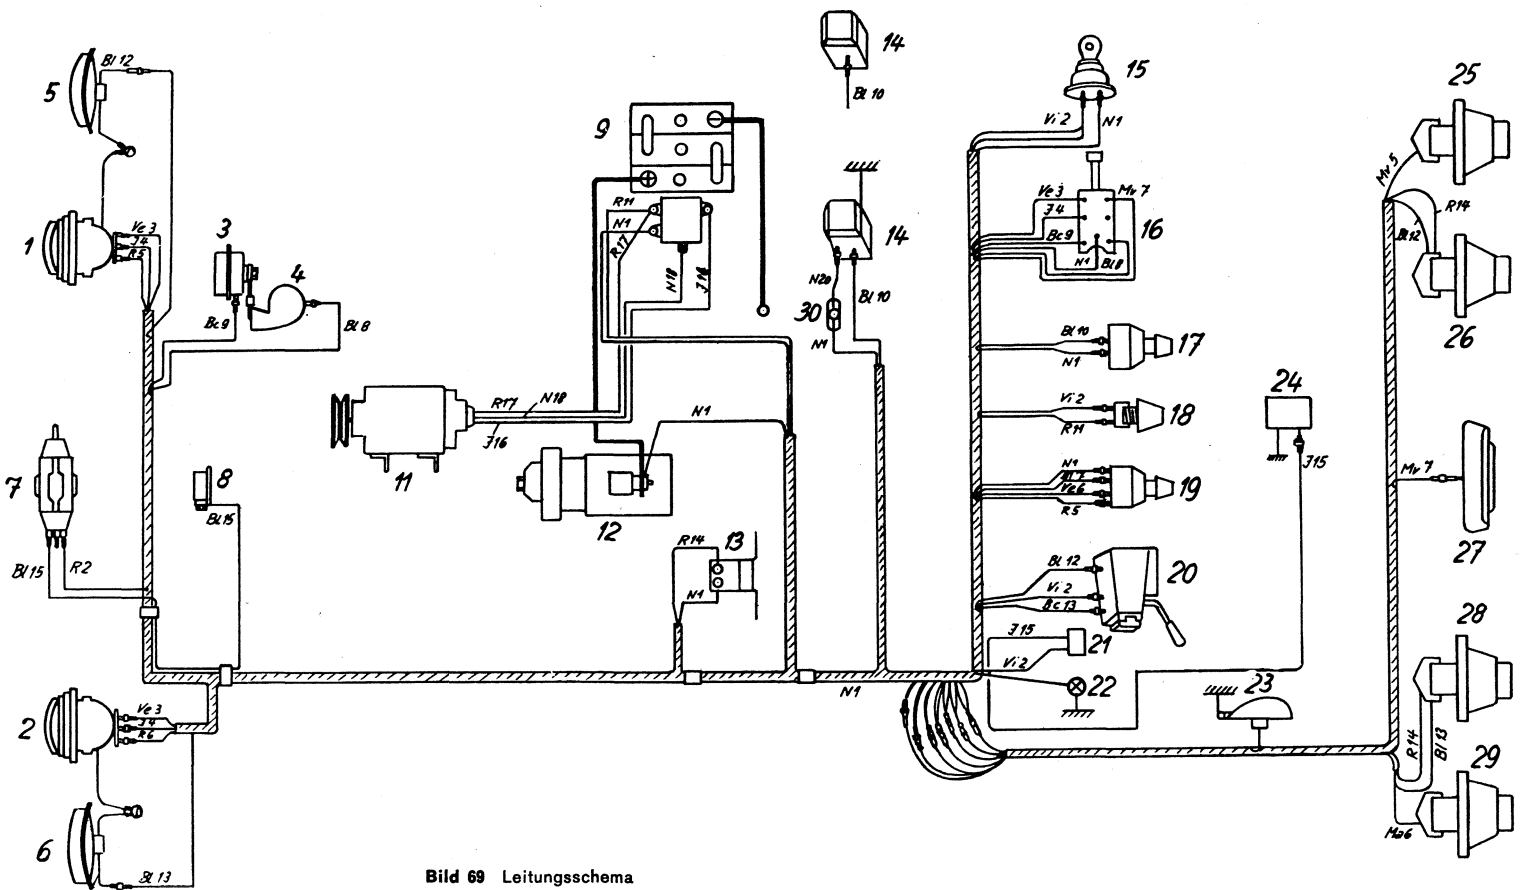 5
Bl 12
1
Ve 3
J 4
R 5
3
4
Bc 9
Bl 8
7
Bl 15
R 2
8
Bl 15
2
Ve 3
J 4
R 6
6
Bl 13
9
R 11
N 1
R 17
N 18
J 16
11
R 17
N 18
J 16
N 1
12
R 14
13
N 1
14
Bl 10
14
N 20
Bl 10
30
N 1
N 1
15
Vi 2
N 1
Ve 3
Mv 7
J 4
Bc 9
16
N 1
Bl 8
Bl 10
N 1
17
Vi 2
R 11
18
N 1
Ve 6
R 5
19
Bl 12
Vi 2
Bc 13
20
J 15
Vi 2
21
22
23
24
J 15
25
Mv 5
R 14
Bl 12
26
Mv 7
27
28
R 14
Bl 13
29
Ma 6
Bild 69 Leitungsschema